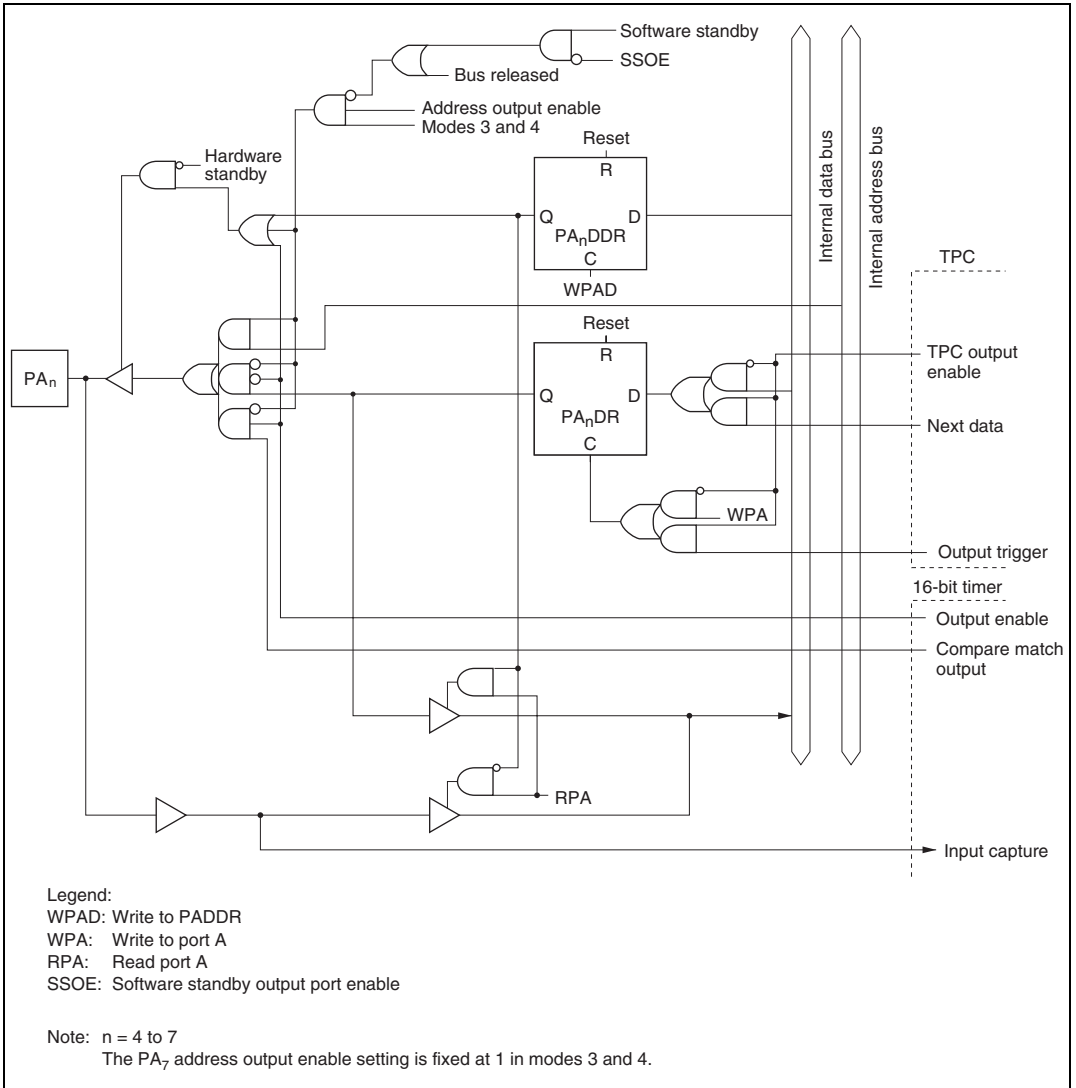 Software standby
SSOE
Bus released
Address output enable
Modes 3 and 4
Hardware
standby
Reset
R
Q
D
PAnDDR
C
WPAD
Internal data bus
Internal address bus
TPC
Reset
R
Q
D
PAnDR
C
PAn
TPC output
enable
Next data
WPA
Output trigger
16-bit timer
Output enable
Compare match
output
RPA
Input capture
Legend:
WPAD: Write to PADDR
WPA: Write to port A
RPA: Read port A
SSOE: Software standby output port enable
Note: n = 4 to 7
The PA7 address output enable setting is fixed at 1 in modes 3 and 4.